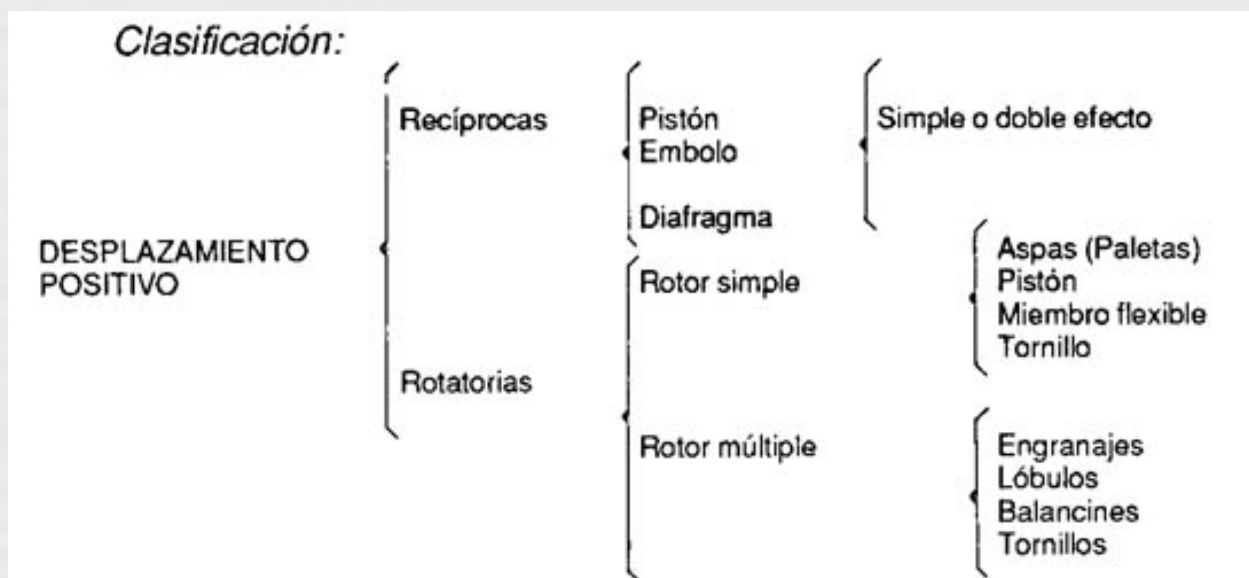 Clasificación:
DESPLAZAMIENTO
POSITIVO
Recíprocas
Pistón
Embolo
Diafragma
Simple o doble efecto
Rotatorias
Rotor simple
Aspas (Paletas)
Pistón
Miembro flexible
Tornillo
Rotor múltiple
Engranajes
Lóbulos
Balancines
Tornillos